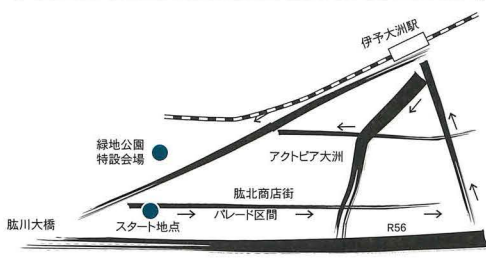 伊予大洲駅
緑地公園
特設会場
アクトピア大洲
肱北商店街
パレード区間
スタート地点
肱川大橋
R56